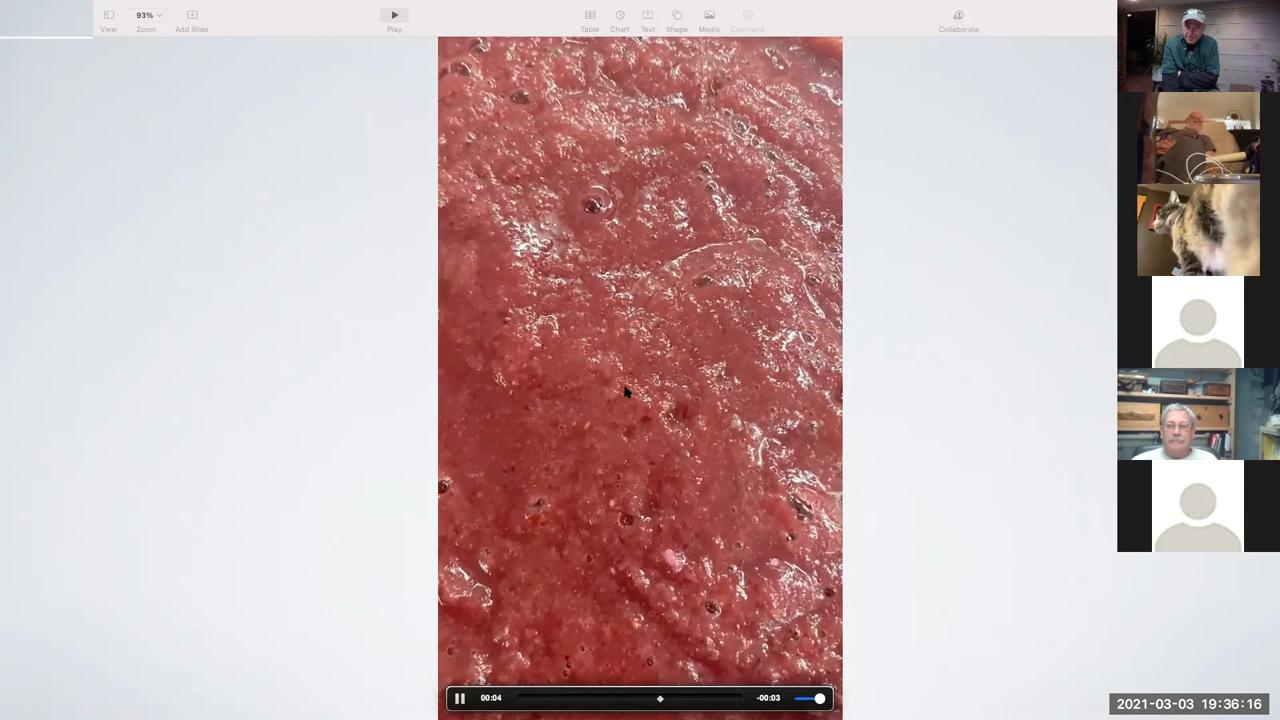 93%
View Zoom Add Slide Play Table Chart Text Shape Media Comment Collaborate
00:04 -00:03
2021-03-03 19:36:16